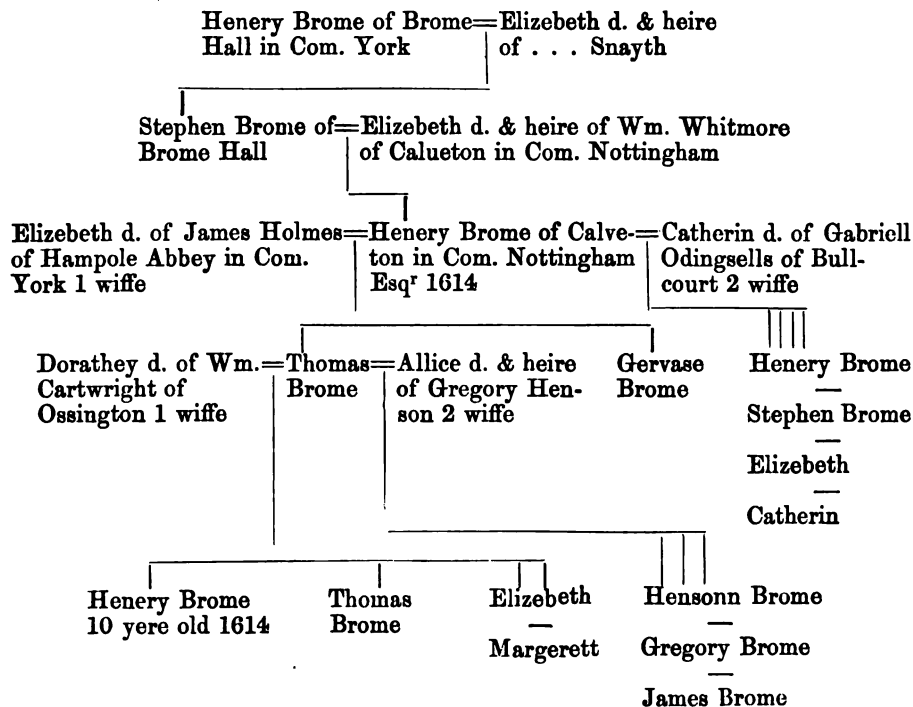 Henery Brome of Brome=Elizebeth d. & heire
Hall in Com. York of . . . Snayth
Stephen Brome of=Elizebeth d. & heire of Wm. Whitmore
Brome Hall of Calueton in Com. Nottingham
Elizebeth d. of James Holmes=Henery Brome of Calve-=Catherin d. of Gabriell
of Hampole Abbey in Com. ton in Com. Nottingham Odingsells of Bull-
York 1 wiffe Esqʳ 1614 court 2 wiffe
Dorathey d. of Wm.=Thomas=Allice d. & heire Gervase Henery Brome
Cartwright of Brome of Gregory Hen- Brome
Ossington 1 wiffe son 2 wiffe Stephen Brome
Elizebeth
Catherin
Henery Brome Thomas Elizebeth Hensonn Brome
10 yere old 1614 Brome
Margerett Gregory Brome
James Brome